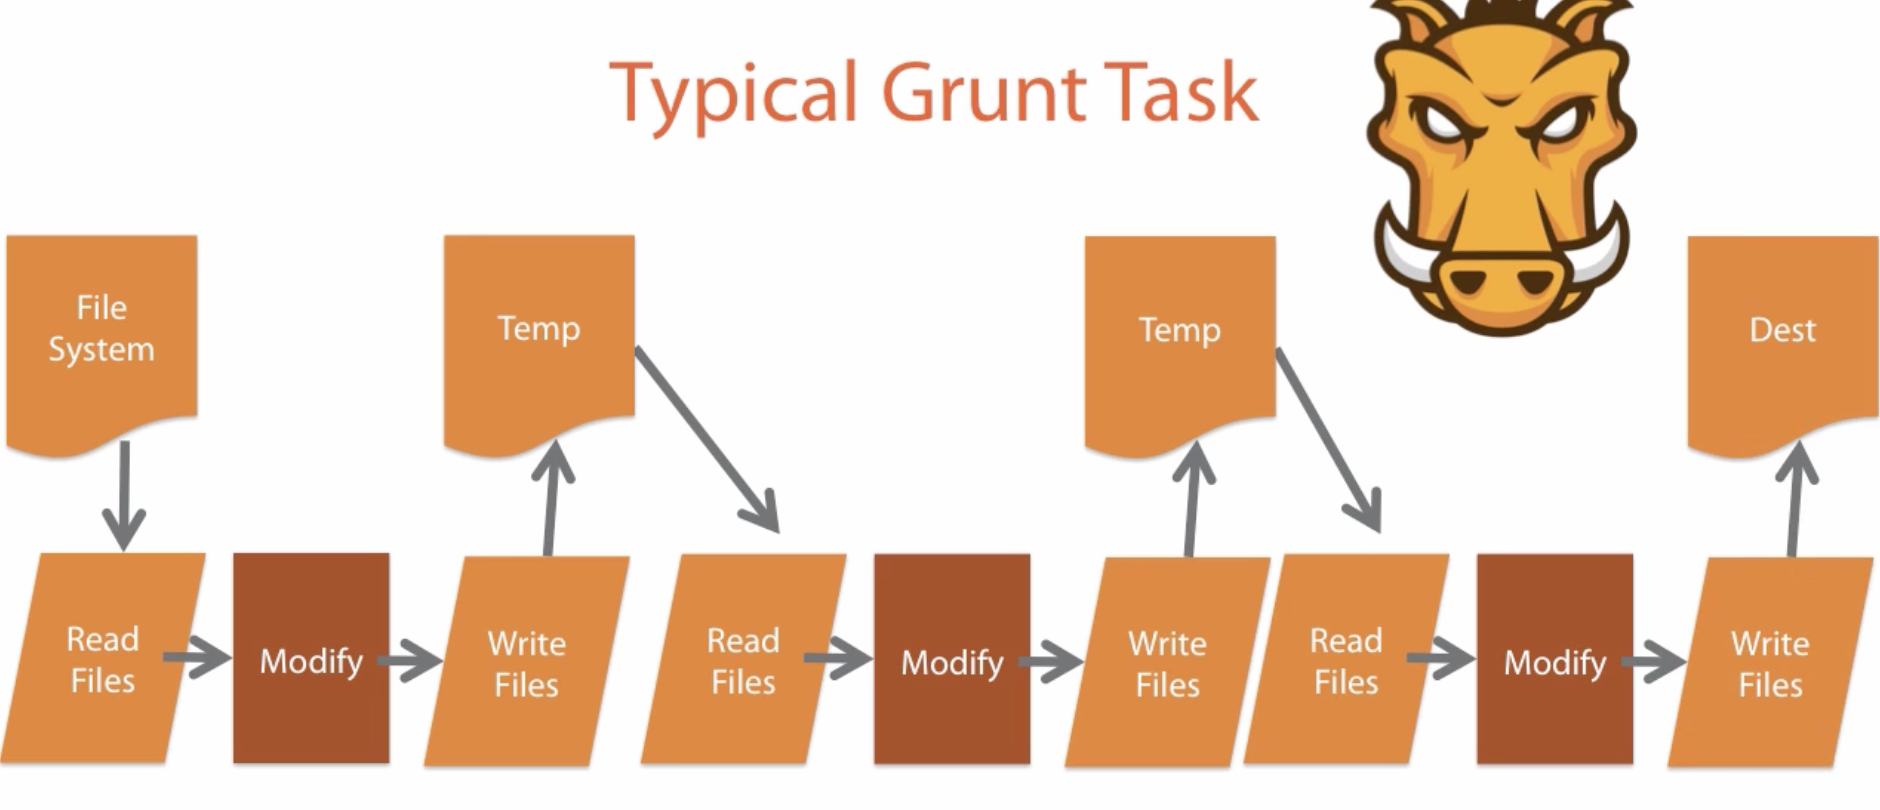 Typical Grunt Task
File
System
Temp
Temp
Dest
Read
Files
Modify
Write
Files
Read
Files
Modify
Write
Files
Read
Files
Modify
Write
Files